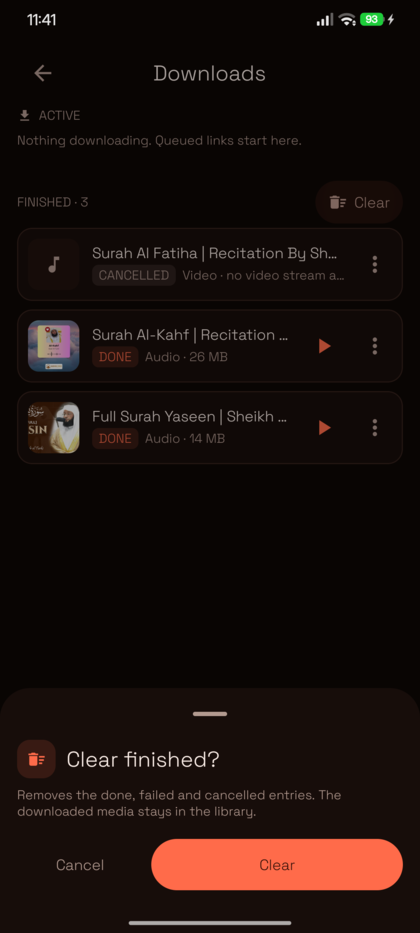 11:41
93
Downloads
ACTIVE
Nothing downloading. Queued links start here.
FINISHED · 3
Clear
Surah Al Fatiha | Recitation By Sh...
CANCELLED Video · no video stream a...
Surah Al-Kahf | Recitation ...
DONE Audio · 26 MB
Full Surah Yaseen | Sheikh ...
SIN
DONE Audio · 14 MB
Clear finished?
Removes the done, failed and cancelled entries. The
downloaded media stays in the library.
Cancel
Clear